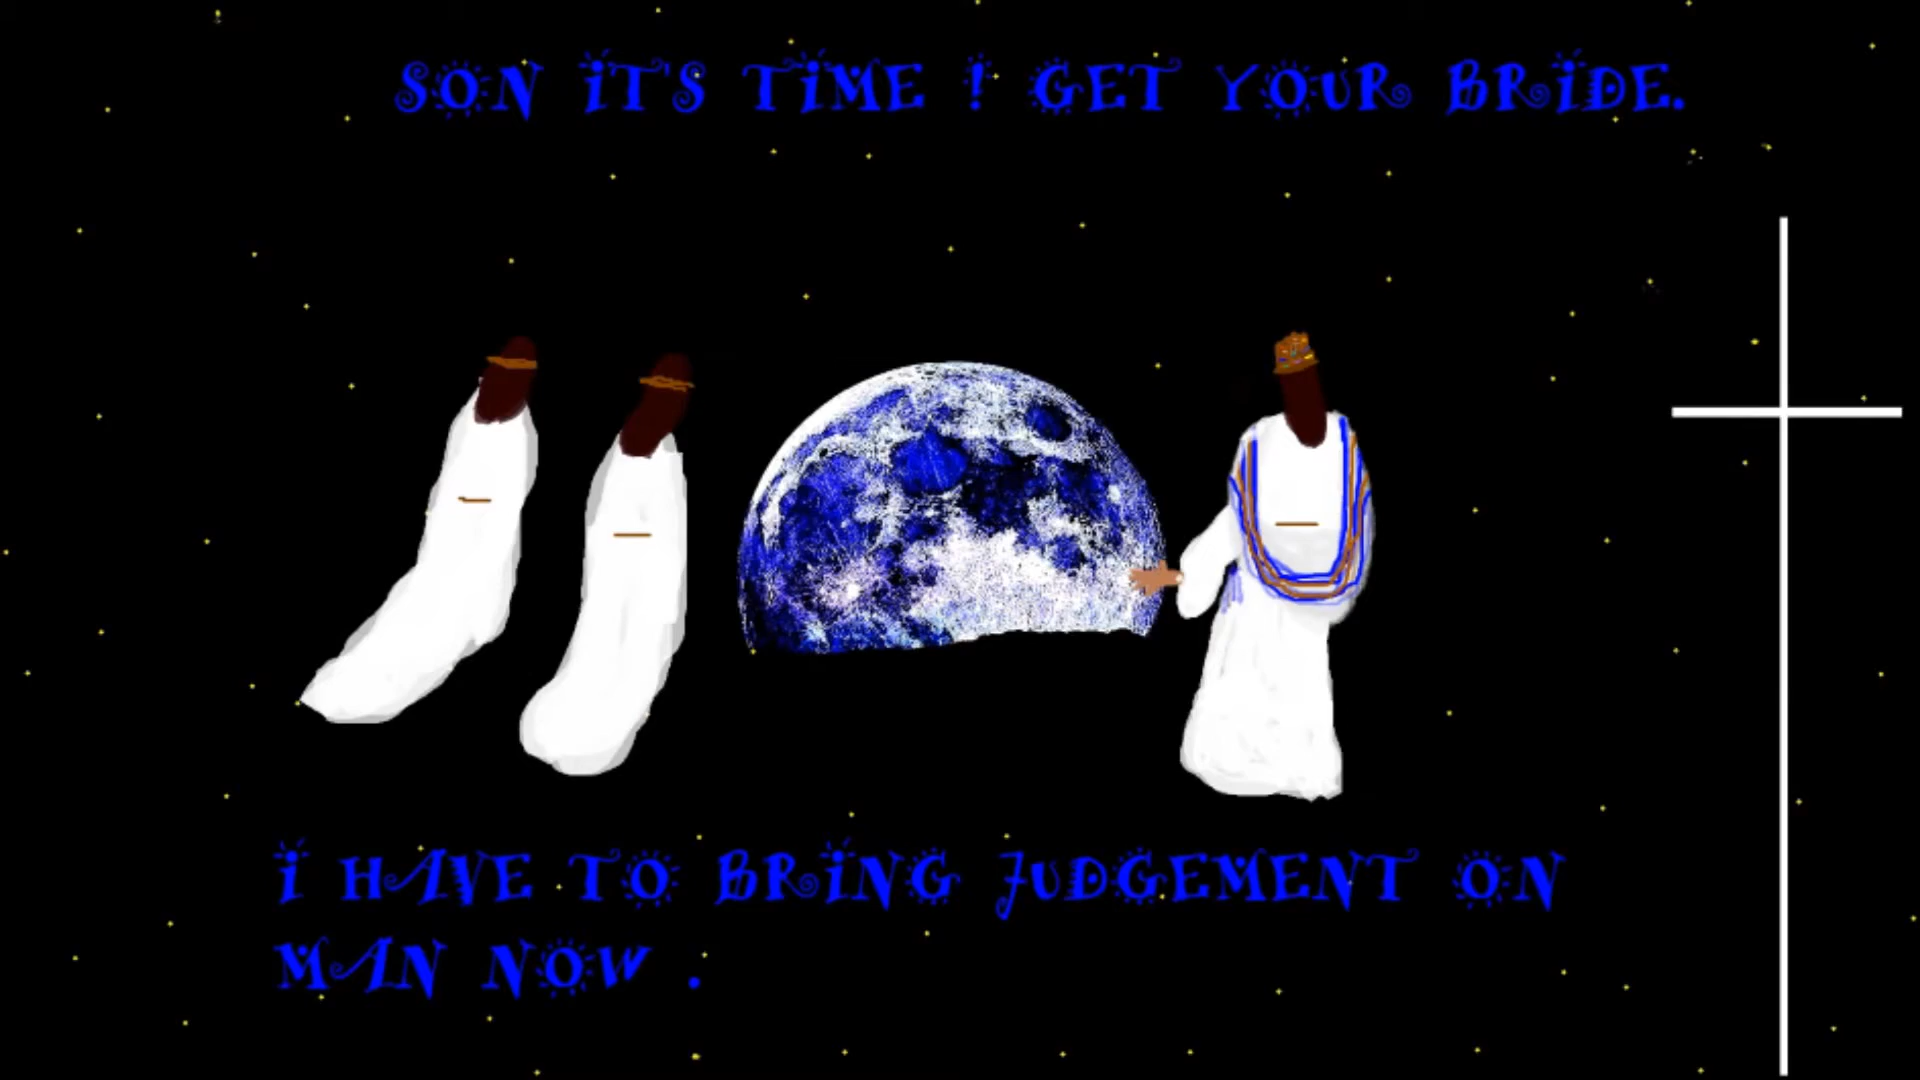 SON IT'S TIME ! GET YOUR BRIDE.
I HAVE TO BRING JUDGEMENT ON
MAN NOW .